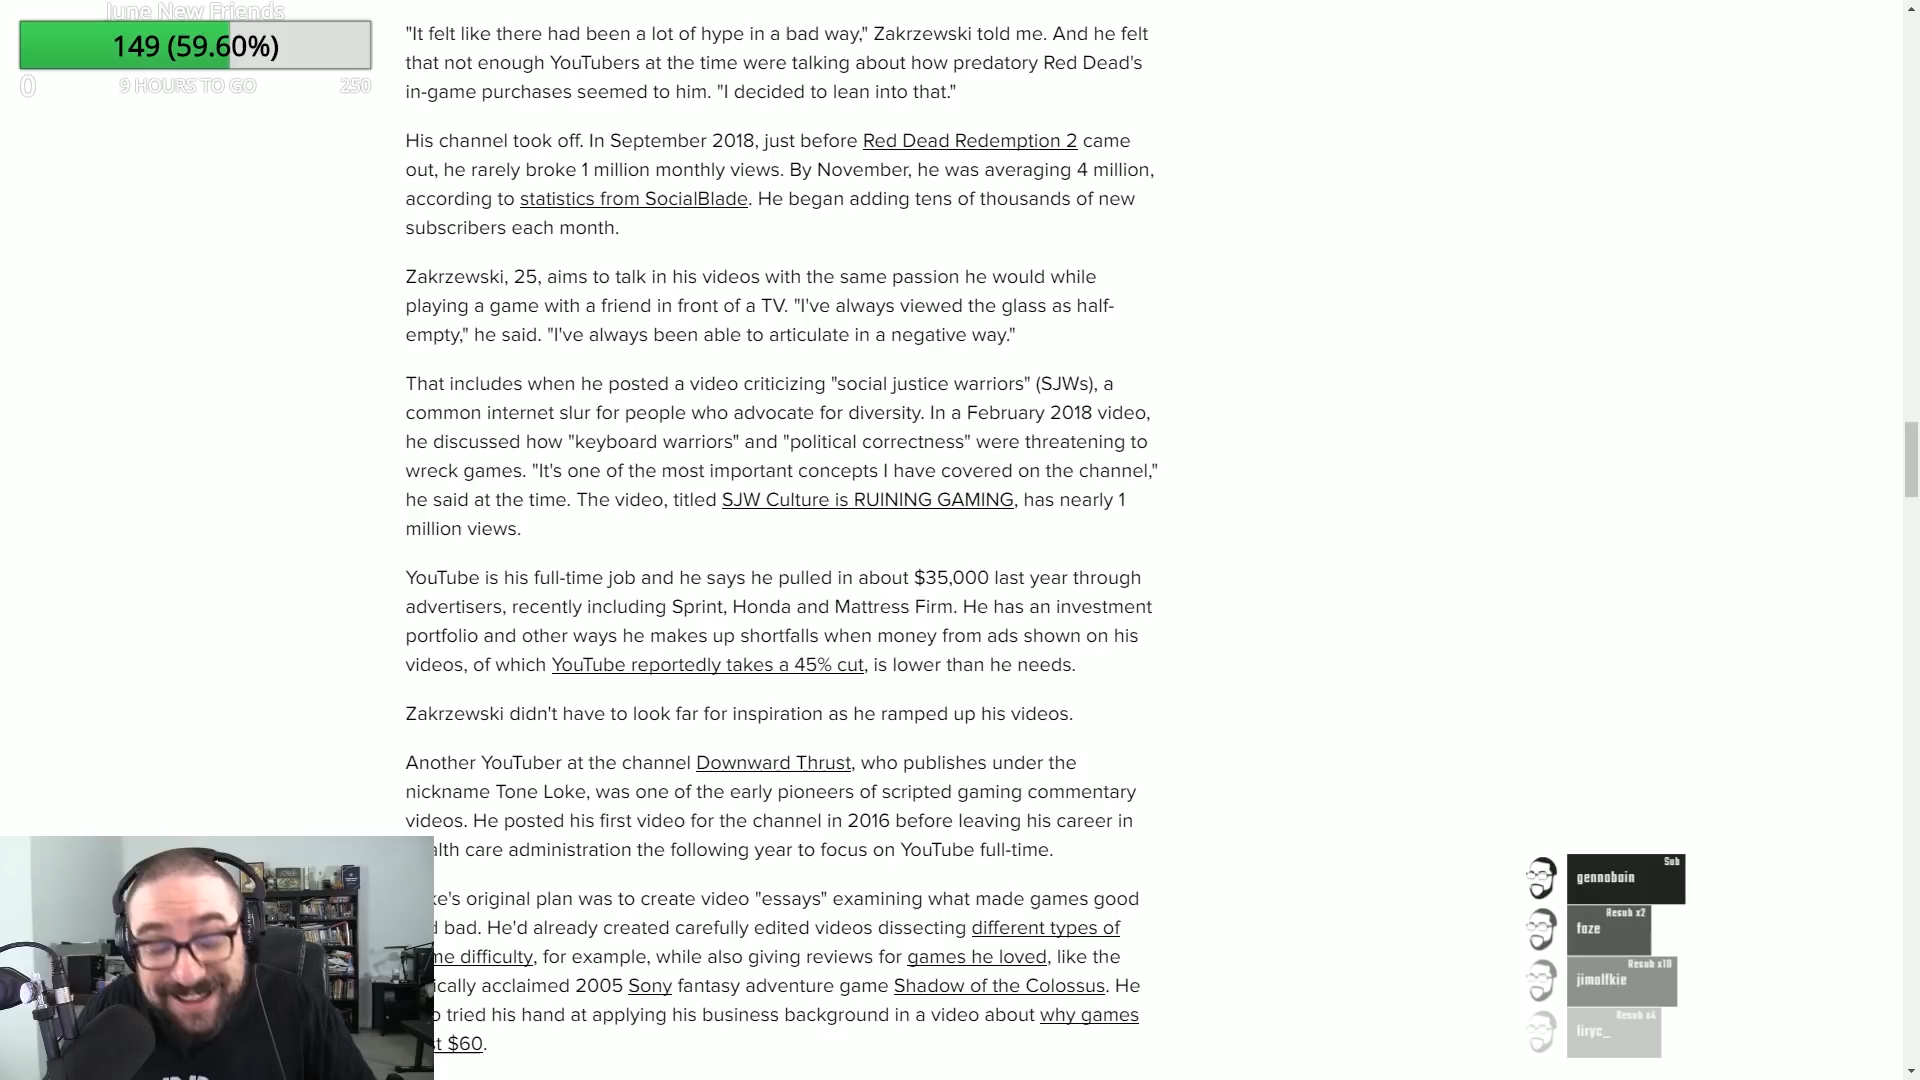 June New Friends
149 (59.60%)
0
9 HOURS TO GO
250
"It felt like there had been a lot of hype in a bad way," Zakrzewski told me. And he felt
that not enough YouTubers at the time were talking about how predatory Red Dead's
in-game purchases seemed to him. "I decided to lean into that."
His channel took off. In September 2018, just before Red Dead Redemption 2 came
out, he rarely broke 1 million monthly views. By November, he was averaging 4 million,
according to statistics from SocialBlade. He began adding tens of thousands of new
subscribers each month.
Zakrzewski, 25, aims to talk in his videos with the same passion he would while
playing a game with a friend in front of a TV. "I've always viewed the glass as half-
empty," he said. "I've always been able to articulate in a negative way."
That includes when he posted a video criticizing "social justice warriors" (SJWs), a
common internet slur for people who advocate for diversity. In a February 2018 video,
he discussed how "keyboard warriors" and "political correctness" were threatening to
wreck games. "It's one of the most important concepts I have covered on the channel,"
he said at the time. The video, titled SJW Culture is RUINING GAMING, has nearly 1
million views.
YouTube is his full-time job and he says he pulled in about $35,000 last year through
advertisers, recently including Sprint, Honda and Mattress Firm. He has an investment
portfolio and other ways he makes up shortfalls when money from ads shown on his
videos, of which YouTube reportedly takes a 45% cut, is lower than he needs.
Zakrzewski didn't have to look far for inspiration as he ramped up his videos.
Another YouTuber at the channel Downward Thrust, who publishes under the
nickname Tone Loke, was one of the early pioneers of scripted gaming commentary
videos. He posted his first video for the channel in 2016 before leaving his career in
alth care administration the following year to focus on YouTube full-time.
ke's original plan was to create video "essays" examining what made games good
d bad. He'd already created carefully edited videos dissecting different types of
me difficulty, for example, while also giving reviews for games he loved, like the
ically acclaimed 2005 Sony fantasy adventure game Shadow of the Colossus. He
o tried his hand at applying his business background in a video about why games
t $60.
Sub
gennobain
Resub x2
faze
Resub x10
jimalfkie
Resub x4
liryc_